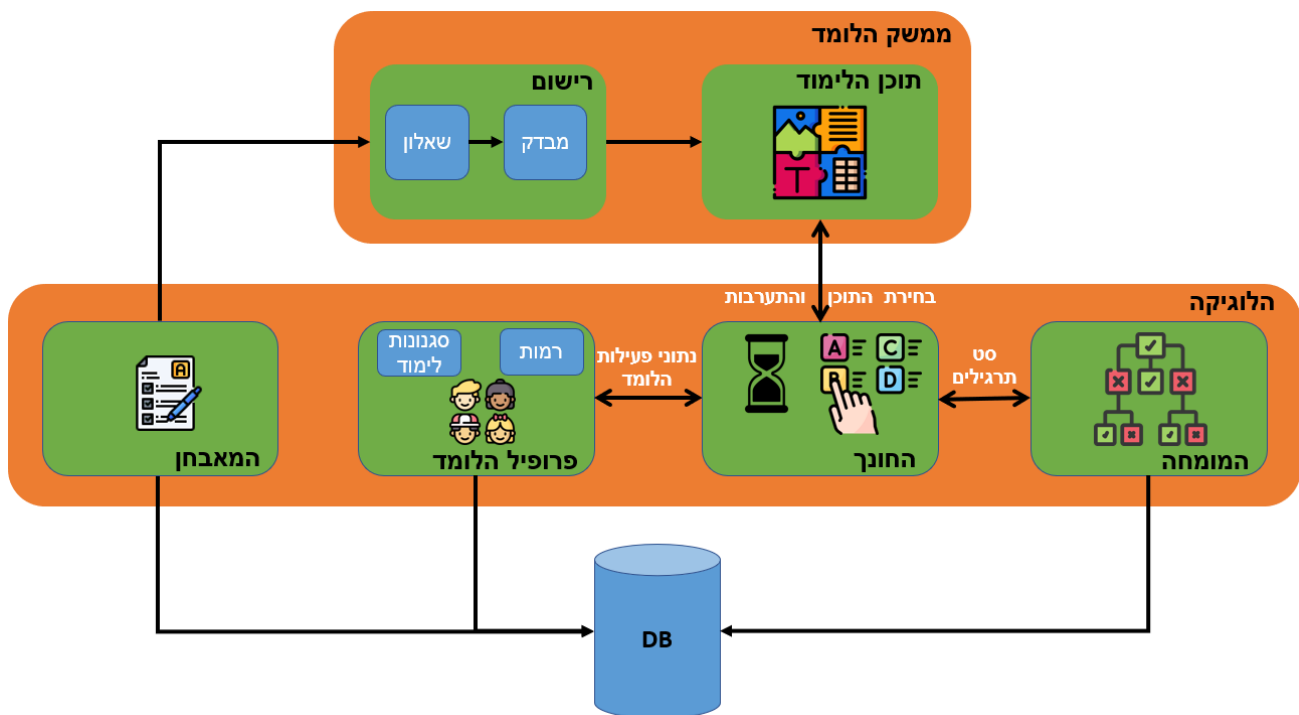 ממשק הלומד
תוכן הלימוד
T
רישום
שאלון
מבדק
הלוגיקה
בחירת התוכן והתערבות
המומחה
סט
תרגילים
A
C
B
D
החונך
נתוני פעילות
הלומד
רמות
סגנונות
לימוד
פרופיל הלומד
A
המאבחן
DB